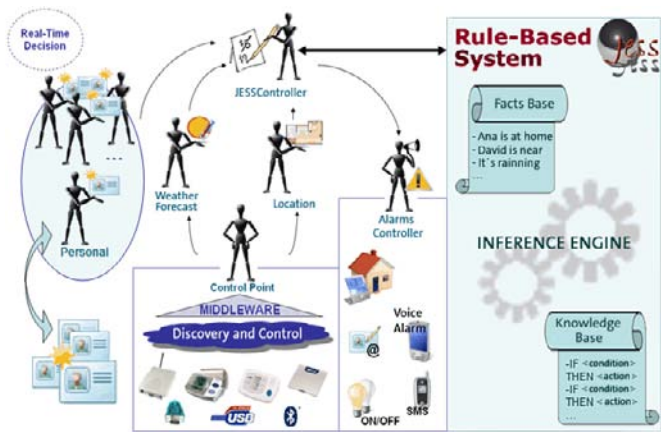 Real-Time
Decision
JESSController
Rule-Based
System
Jess
Facts Base
- Ana is at home
- David is near
- It´s rainning
...
...
Weather
Forecast
Location
Alarms
Controller
Personal
INFERENCE ENGINE
Control Point
MIDDLEWARE
Discovery and Control
Voice
Alarm
@
Knowledge
Base
-IF <condition>
THEN <action>
-IF <condition>
THEN <action>
...
USB
ON/OFF
SMS